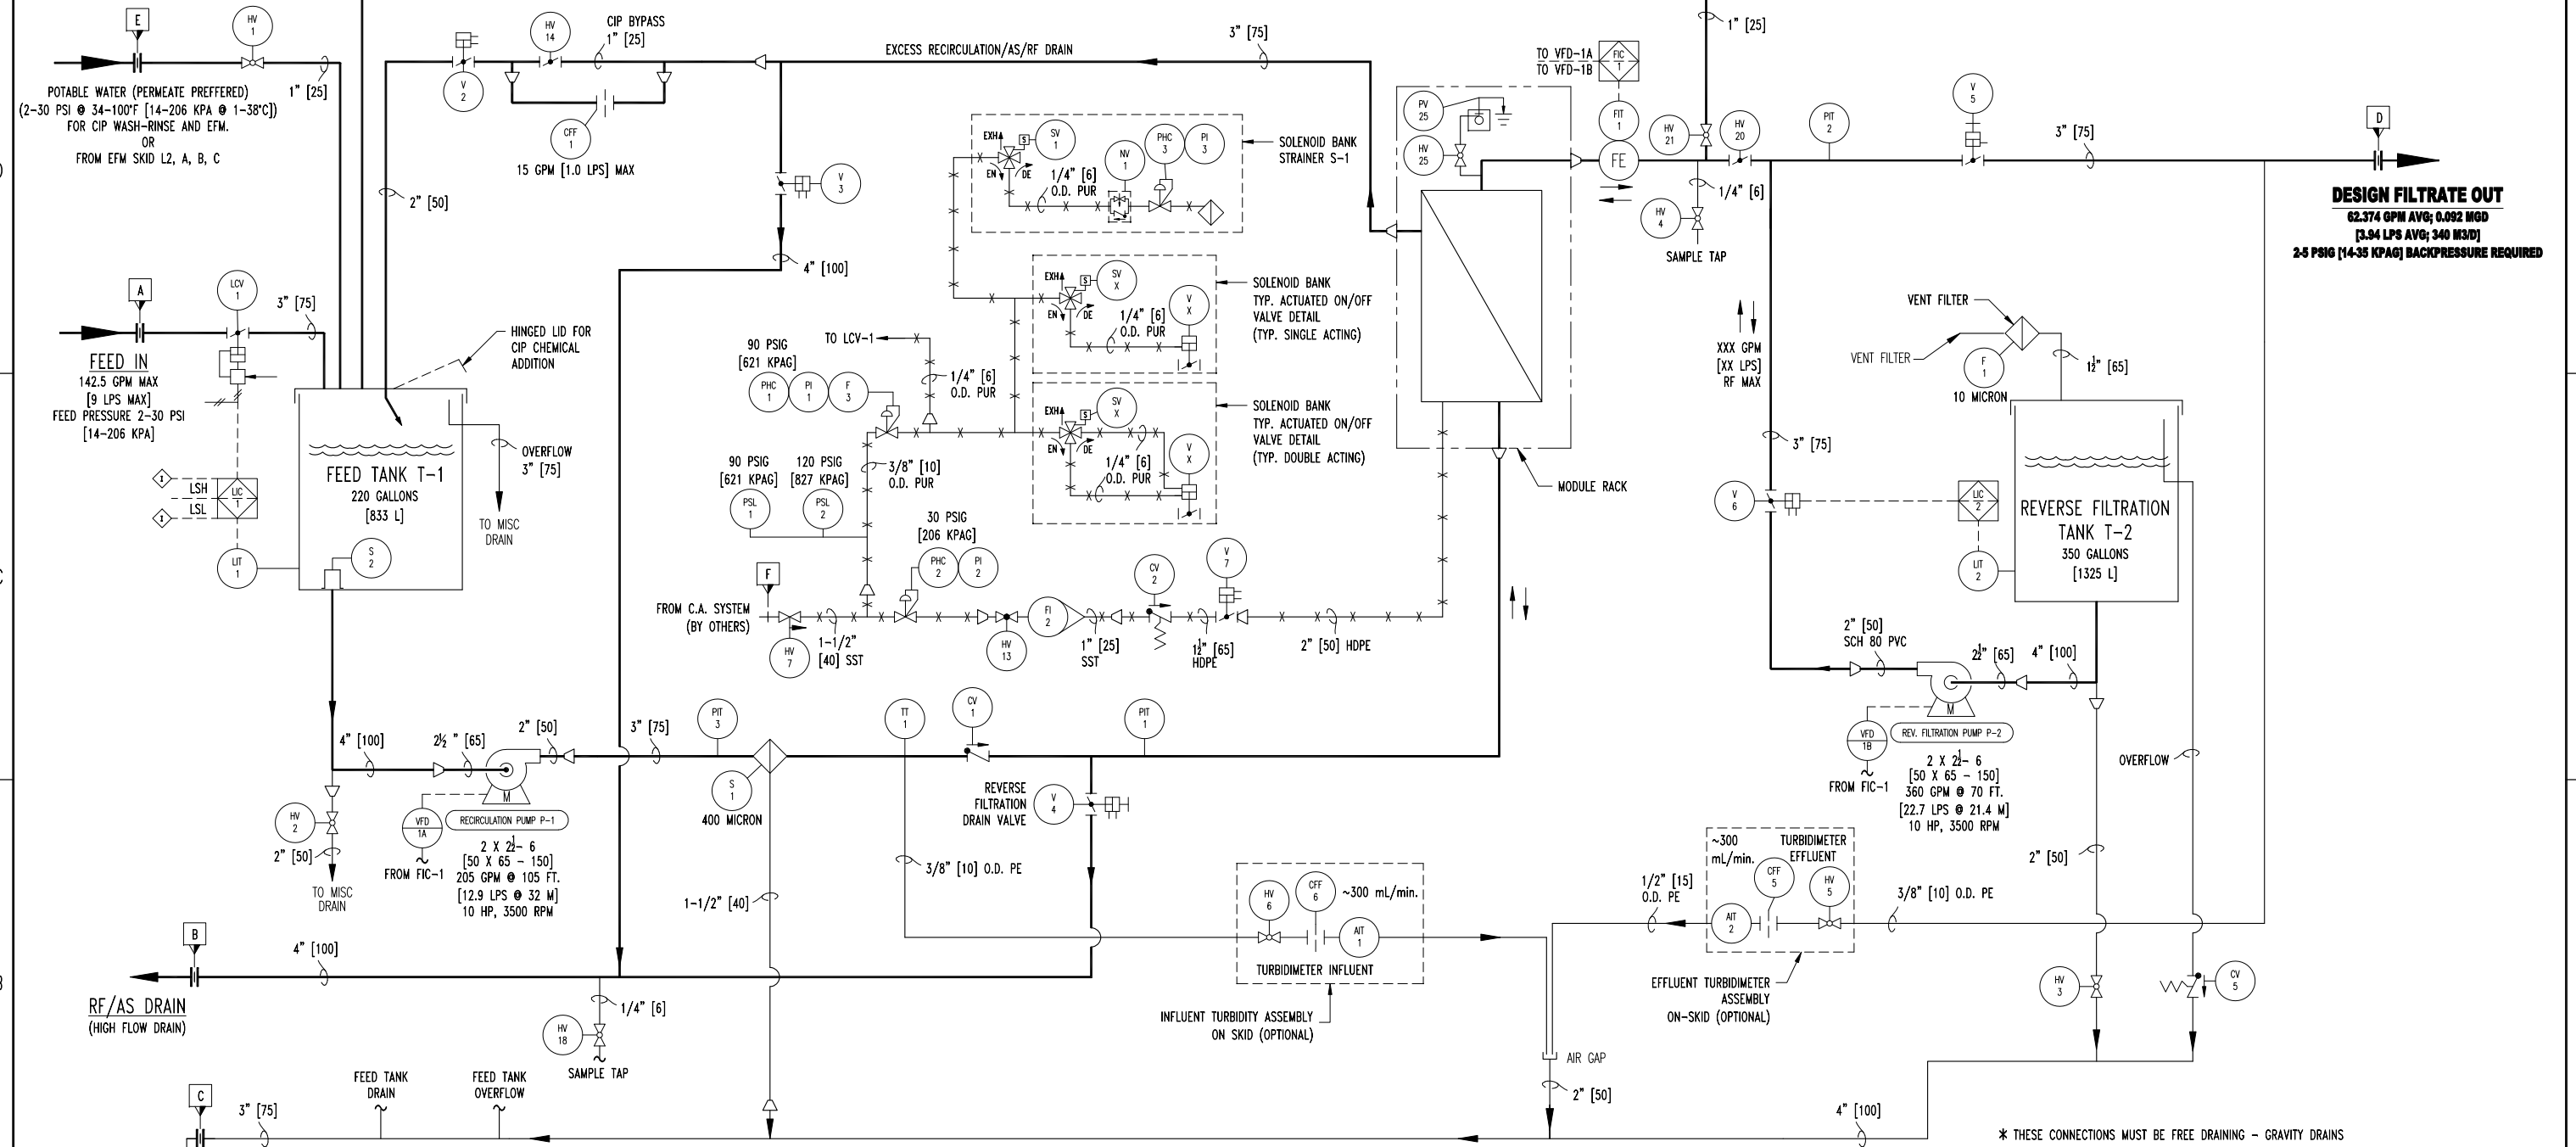 E
HV
1
POTABLE WATER (PERMEATE PREFFERED)
(2-30 PSI @ 34-100°F [14-206 KPA @ 1-38°C])
FOR CIP WASH-RINSE AND EFM.
OR
FROM EFM SKID L2, A, B, C
1" [25]
V
2
HV
14
CIP BYPASS
1" [25]
CFF
1
15 GPM [1.0 LPS] MAX
2" [50]
EXCESS RECIRCULATION/AS/RF DRAIN
3" [75]
V
3
4" [100]
A
LCV
1
3" [75]
FEED IN
142.5 GPM MAX
[9 LPS MAX]
FEED PRESSURE 2-30 PSI
[14-206 KPA]
HINGED LID FOR
CIP CHEMICAL
ADDITION
FEED TANK T-1
220 GALLONS
[833 L]
OVERFLOW
3" [75]
TO MISC
DRAIN
I
LSH
LSL
I
LIC
1
LIT
1
S
2
EXH
S
SV
1
EN
DE
1/4" [6]
O.D. PUR
NV
1
PHC
3
PI
3
SOLENOID BANK
STRAINER S-1
EXH
S
SV
X
EN
DE
1/4" [6]
O.D. PUR
V
X
SOLENOID BANK
TYP. ACTUATED ON/OFF
VALVE DETAIL
(TYP. SINGLE ACTING)
TO LCV-1
1/4" [6]
O.D. PUR
90 PSIG
[621 KPAG]
PHC
1
PI
1
F
3
EXH
S
SV
X
EN
DE
1/4" [6]
O.D. PUR
V
X
SOLENOID BANK
TYP. ACTUATED ON/OFF
VALVE DETAIL
(TYP. DOUBLE ACTING)
90 PSIG
[621 KPAG]
PSL
1
120 PSIG
[827 KPAG]
PSL
2
3/8" [10]
O.D. PUR
30 PSIG
[206 KPAG]
PHC
2
PI
2
F
FROM C.A. SYSTEM
(BY OTHERS)
HV
7
1-1/2"
[40] SST
HV
13
FI
2
1" [25]
SST
CV
2
1½" [65]
HDPE
V
7
2" [50] HDPE
PV
25
HV
25
MODULE RACK
TO VFD-1A
TO VFD-1B
FIC
1
FIT
1
FE
1" [25]
HV
21
HV
20
1/4" [6]
HV
4
SAMPLE TAP
PIT
2
V
5
3" [75]
D
DESIGN FILTRATE OUT
62.374 GPM AVG; 0.092 MGD
[3.94 LPS AVG; 340 M3/D]
2-5 PSIG [14-35 KPAG] BACKPRESSURE REQUIRED
XXX GPM
[XX LPS]
RF MAX
3" [75]
V
6
VENT FILTER
VENT FILTER
F
1
10 MICRON
1½" [65]
LIC
2
LIT
2
REVERSE FILTRATION
TANK T-2
350 GALLONS
[1325 L]
2" [50]
SCH 80 PVC
2½" [65]
4" [100]
M
VFD
1B
FROM FIC-1
REV. FILTRATION PUMP P-2
2 X 2½- 6
[50 X 65 - 150]
360 GPM @ 70 FT.
[22.7 LPS @ 21.4 M]
10 HP, 3500 RPM
OVERFLOW
4" [100]
2½ " [65]
2" [50]
3" [75]
M
HV
2
2" [50]
TO MISC
DRAIN
VFD
1A
FROM FIC-1
RECIRCULATION PUMP P-1
2 X 2½- 6
[50 X 65 - 150]
205 GPM @ 105 FT.
[12.9 LPS @ 32 M]
10 HP, 3500 RPM
PIT
3
S
1
400 MICRON
1-1/2" [40]
TT
1
CV
1
PIT
1
REVERSE
FILTRATION
DRAIN VALVE
V
4
3/8" [10] O.D. PE
HV
6
CFF
6
~300 mL/min.
AIT
1
TURBIDIMETER INFLUENT
INFLUENT TURBIDITY ASSEMBLY
ON SKID (OPTIONAL)
1/2" [15]
O.D. PE
~300
mL/min.
TURBIDIMETER
EFFLUENT
CFF
5
HV
5
AIT
2
3/8" [10] O.D. PE
EFFLUENT TURBIDIMETER
ASSEMBLY
ON-SKID (OPTIONAL)
2" [50]
HV
3
CV
5
B
4" [100]
RF/AS DRAIN
(HIGH FLOW DRAIN)
1/4" [6]
HV
18
SAMPLE TAP
AIR GAP
2" [50]
C
3" [75]
FEED TANK
DRAIN
FEED TANK
OVERFLOW
4" [100]
* THESE CONNECTIONS MUST BE FREE DRAINING - GRAVITY DRAINS